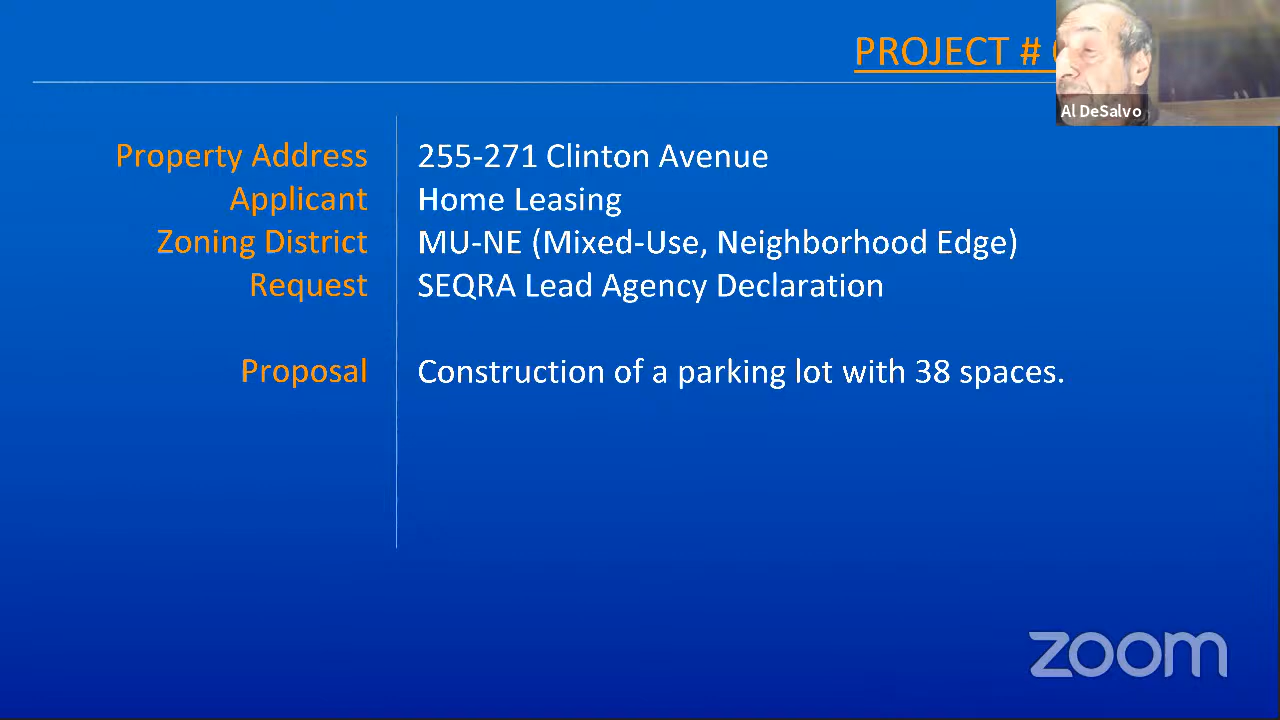 PROJECT #
Al DeSalvo
Property Address 255-271 Clinton Avenue
Applicant Home Leasing
Zoning District MU-NE (Mixed-Use, Neighborhood Edge)
Request SEQRA Lead Agency Declaration
Proposal Construction of a parking lot with 38 spaces.
zoom